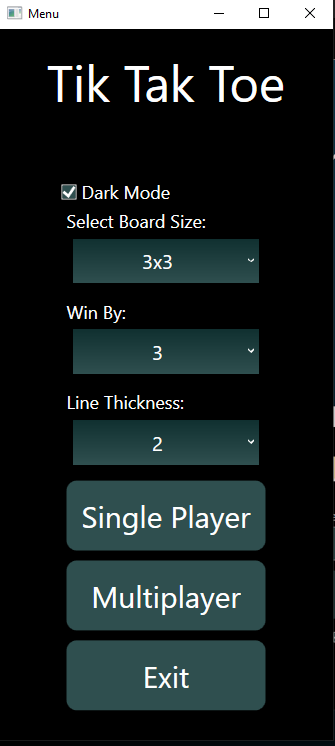 Menu
Tik Tak Toe
Dark Mode
Select Board Size:
3x3
Win By:
3
Line Thickness:
2
Single Player
Multiplayer
Exit